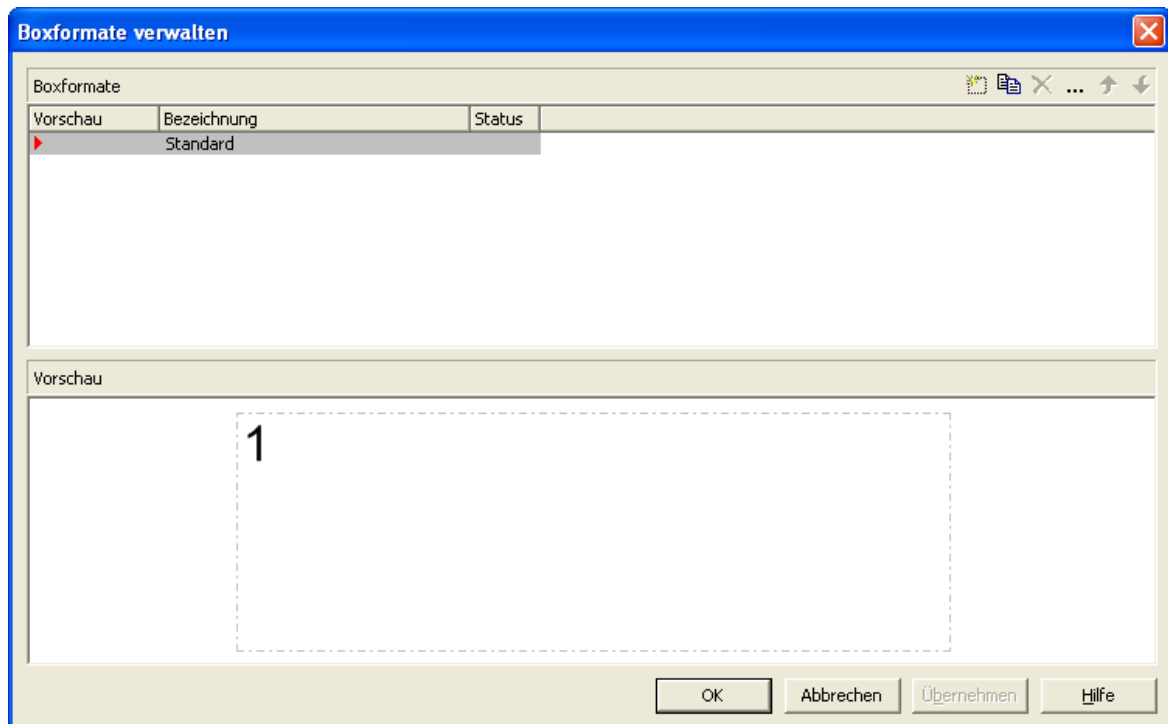 Boxformate verwalten
Boxformate
Vorschau Bezeichnung Status
Standard
Vorschau
1
OK Abbrechen Übernehmen Hilfe